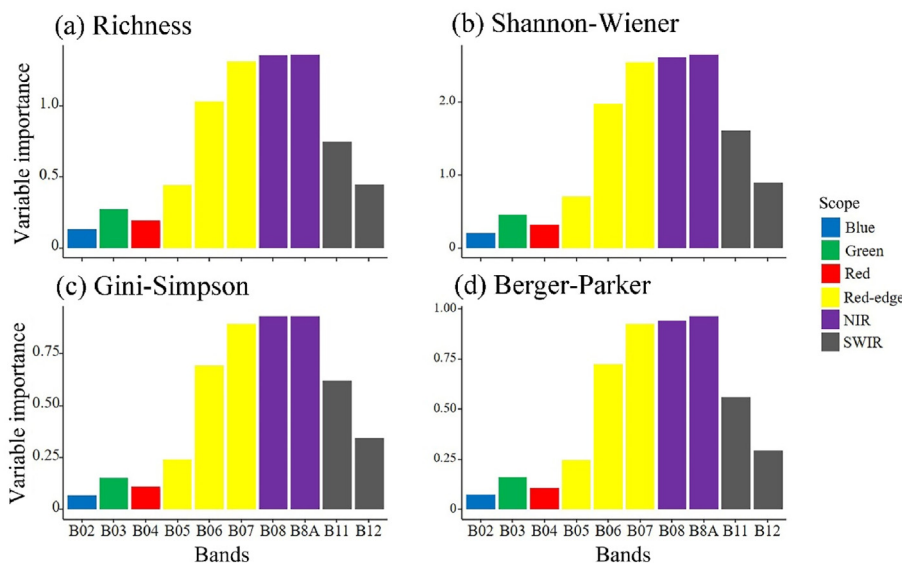 (a) Richness
(b) Shannon-Wiener
Variable importance
1.0
0.5
0
2.0
1.0
0
(c) Gini-Simpson
(d) Berger-Parker
Variable importance
0.75
0.50
0.25
0
1.00
0.75
0.50
0.25
0
B02 B03 B04 B05 B06 B07 B08 B8A B11 B12
B02 B03 B04 B05 B06 B07 B08 B8A B11 B12
Bands
Bands
Scope
Blue
Green
Red
Red-edge
NIR
SWIR